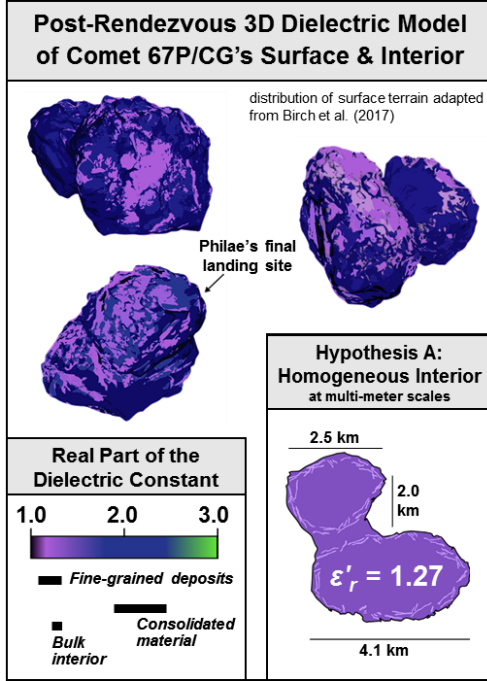 Post-Rendezvous 3D Dielectric Model
of Comet 67P/CG's Surface & Interior
distribution of surface terrain adapted
from Birch et al. (2017)
Philae's final
landing site
Hypothesis A:
Homogeneous Interior
at multi-meter scales
2.5 km
2.0
km
ε′r = 1.27
4.1 km
Real Part of the
Dielectric Constant
1.0 2.0 3.0
Fine-grained deposits
Bulk
interior
Consolidated
material